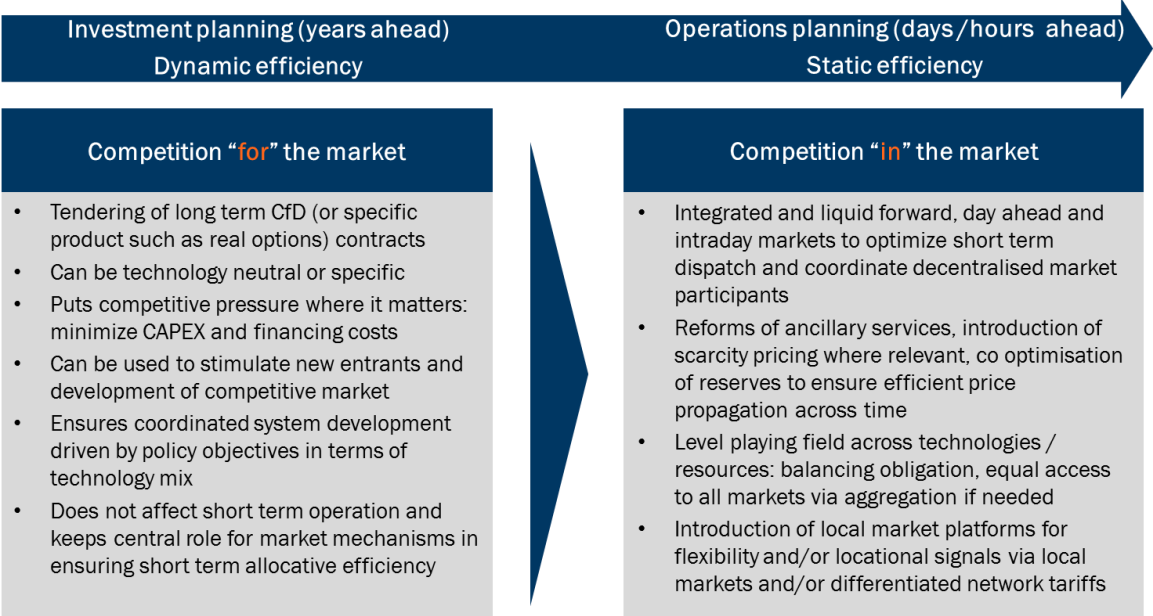 Investment planning (years ahead)
Dynamic efficiency
Operations planning (days/hours ahead)
Static efficiency
Competition “for” the market
• Tendering of long term CfD (or specific
product such as real options) contracts
• Can be technology neutral or specific
• Puts competitive pressure where it matters:
minimize CAPEX and financing costs
• Can be used to stimulate new entrants and
development of competitive market
• Ensures coordinated system development
driven by policy objectives in terms of
technology mix
• Does not affect short term operation and
keeps central role for market mechanisms in
ensuring short term allocative efficiency
Competition “in” the market
• Integrated and liquid forward, day ahead and
intraday markets to optimize short term
dispatch and coordinate decentralised market
participants
• Reforms of ancillary services, introduction of
scarcity pricing where relevant, co optimisation
of reserves to ensure efficient price
propagation across time
• Level playing field across technologies /
resources: balancing obligation, equal access
to all markets via aggregation if needed
• Introduction of local market platforms for
flexibility and/or locational signals via local
markets and/or differentiated network tariffs